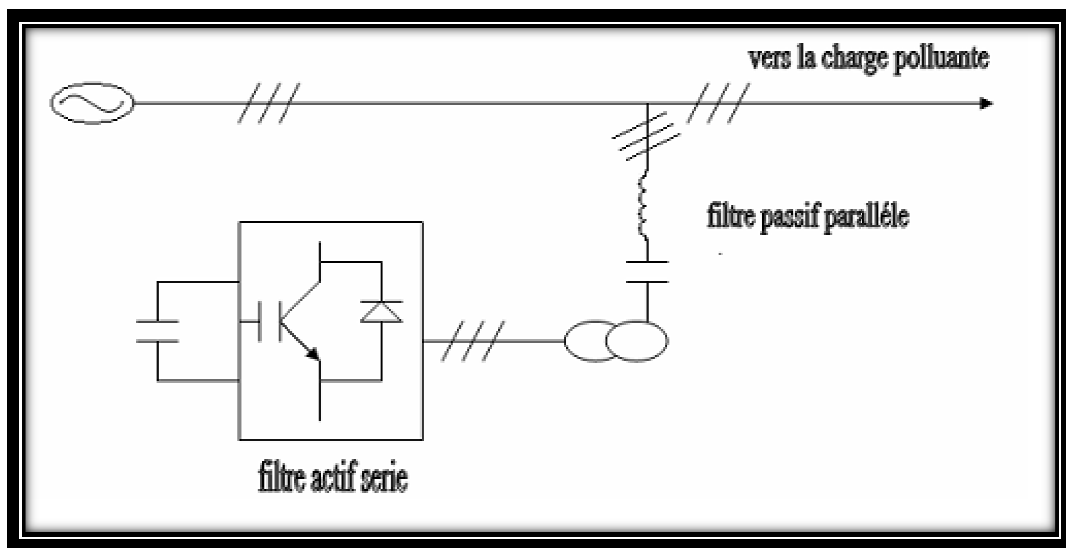 vers la charge polluante
filtre passif paralléle
filtre actif serie